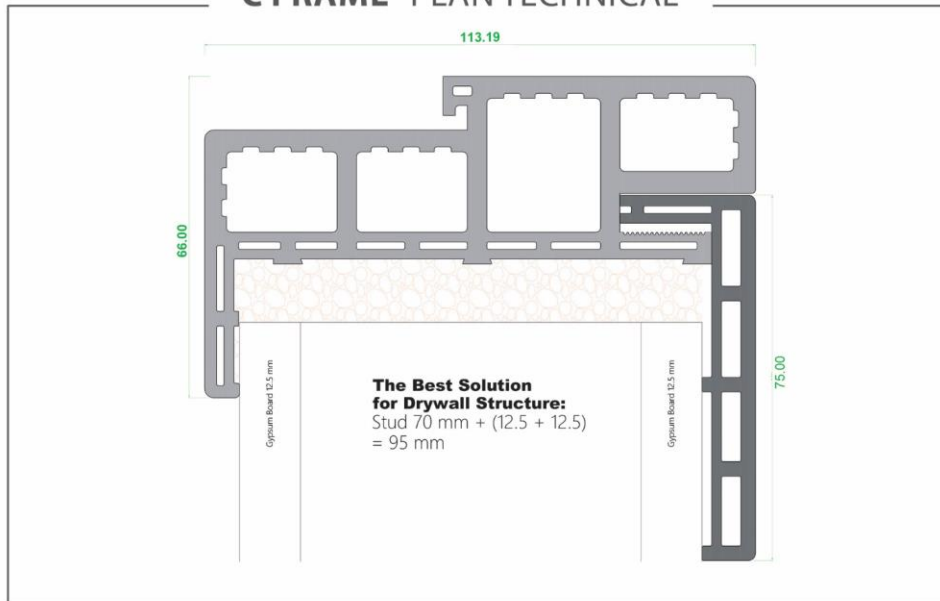 PLAN TECHNICAL
113.19
66.00
75.00
Gypsum Board 12.5 mm
The Best Solution
for Drywall Structure:
Stud 70 mm + (12.5 + 12.5)
= 95 mm
Gypsum Board 12.5 mm